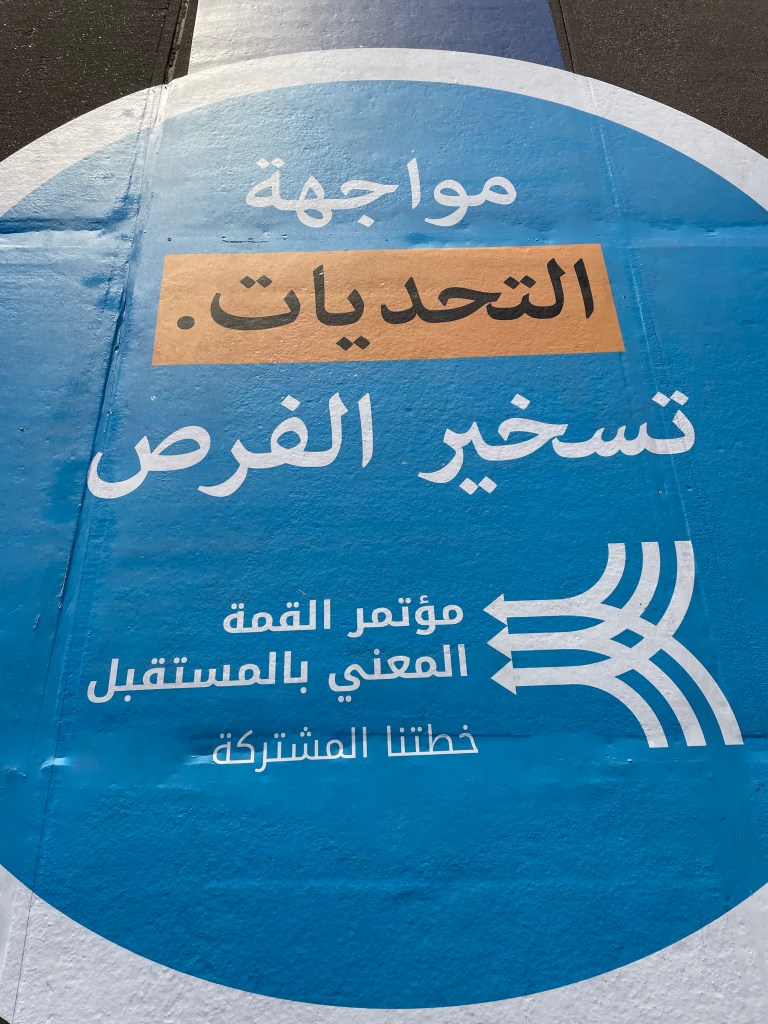 مواجهة
التحديات.
تسخير الفرص
مؤتمر القمة
المعني بالمستقبل
خطتنا المشتركة